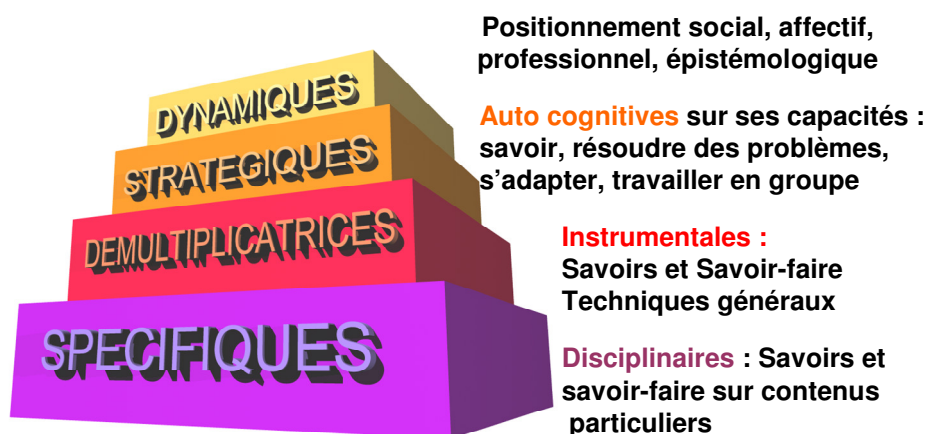 Positionnement social, affectif,
professionnel, épistémologique
DYNAMIQUES
Auto cognitives sur ses capacités :
savoir, résoudre des problèmes,
s’adapter, travailler en groupe
STRATEGIQUES
Instrumentales :
Savoirs et Savoir-faire
Techniques généraux
DEMULTIPLICATRICES
Disciplinaires : Savoirs et
savoir-faire sur contenus
particuliers
SPECIFIQUES